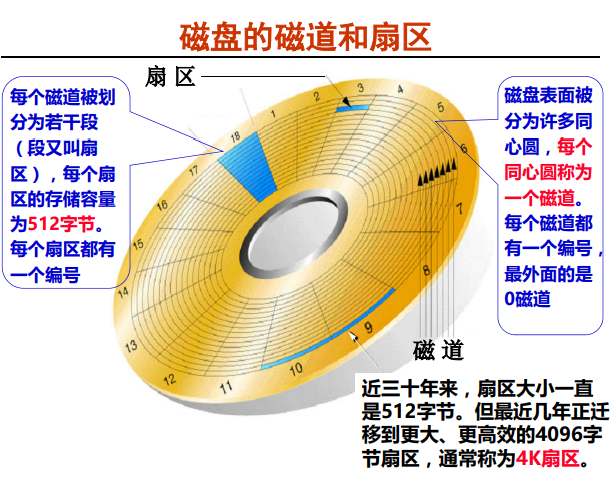 磁盘的磁道和扇区
扇 区
每个磁道被划
分为若干段
（段又叫扇
区），每个扇
区的存储容量
为512字节。
每个扇区都有
一个编号
磁盘表面被
分为许多同
心圆，每个
同心圆称为
一个磁道。
每个磁道都
有一个编号，
最外面的是
0磁道
1
2
3
4
5
6
7
8
9
10
11
12
13
14
15
16
17
18
磁 道
近三十年来，扇区大小一直
是512字节。但最近几年正迁
移到更大、更高效的4096字
节扇区，通常称为4K扇区。